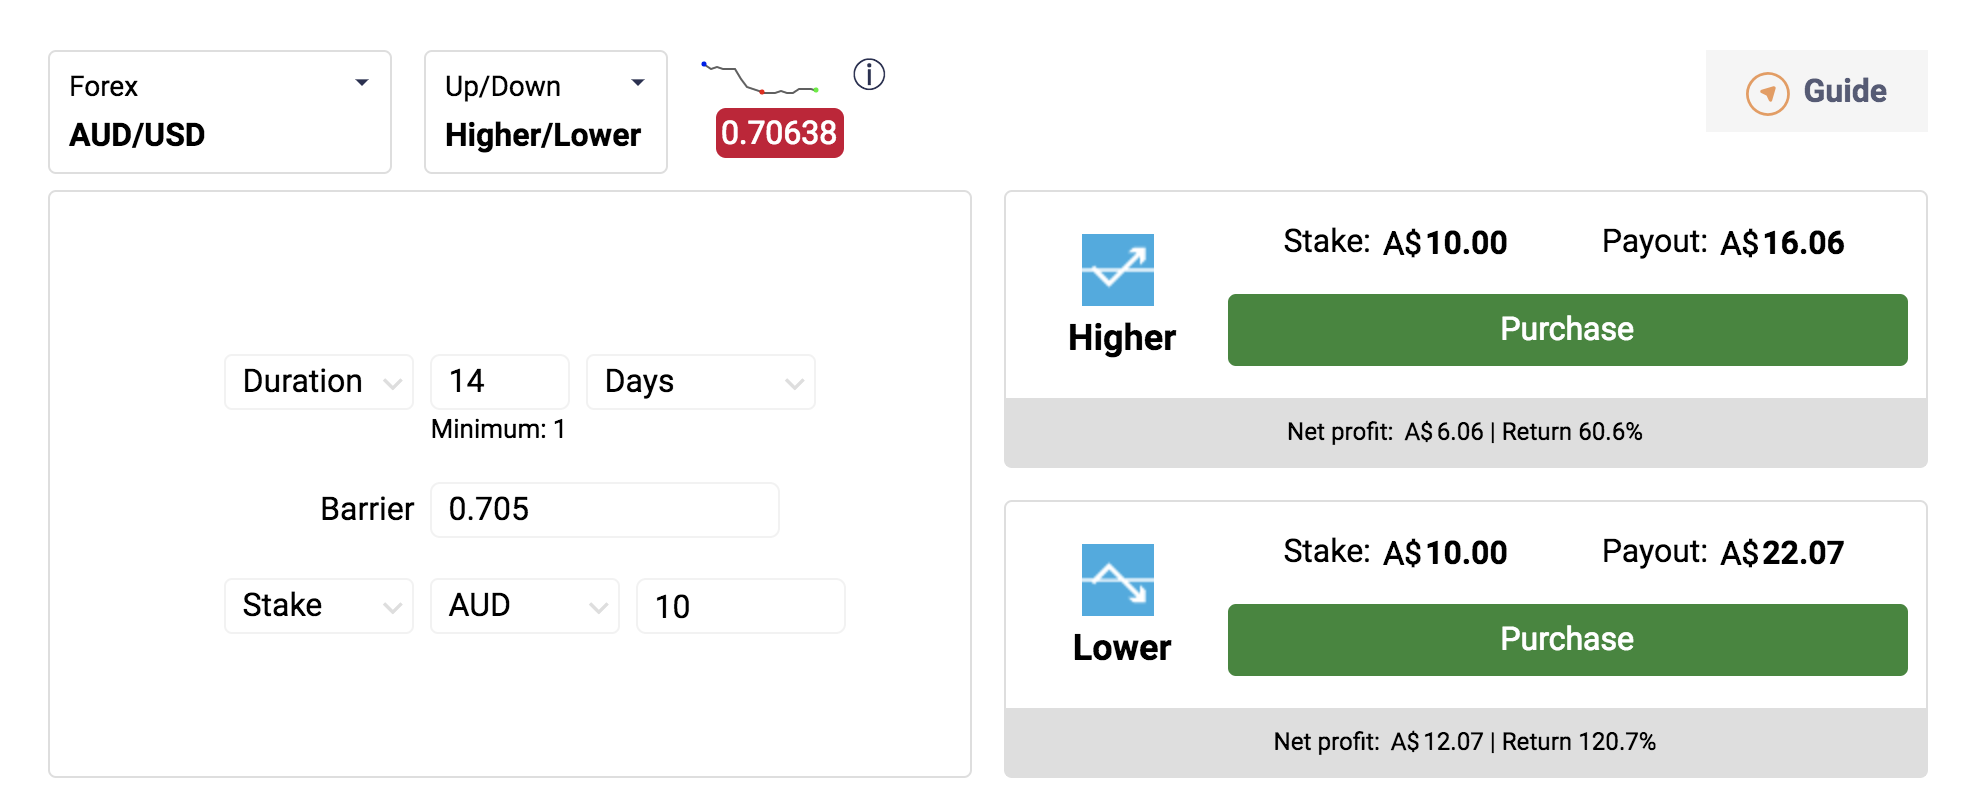 Forex
AUD/USD
Up/Down
Higher/Lower
0.70638
Guide
Duration 14 Days
Minimum: 1
Barrier 0.705
Stake AUD 10
Stake: A$10.00 Payout: A$16.06
Higher
Purchase
Net profit: A$6.06 | Return 60.6%
Stake: A$10.00 Payout: A$22.07
Lower
Purchase
Net profit: A$12.07 | Return 120.7%